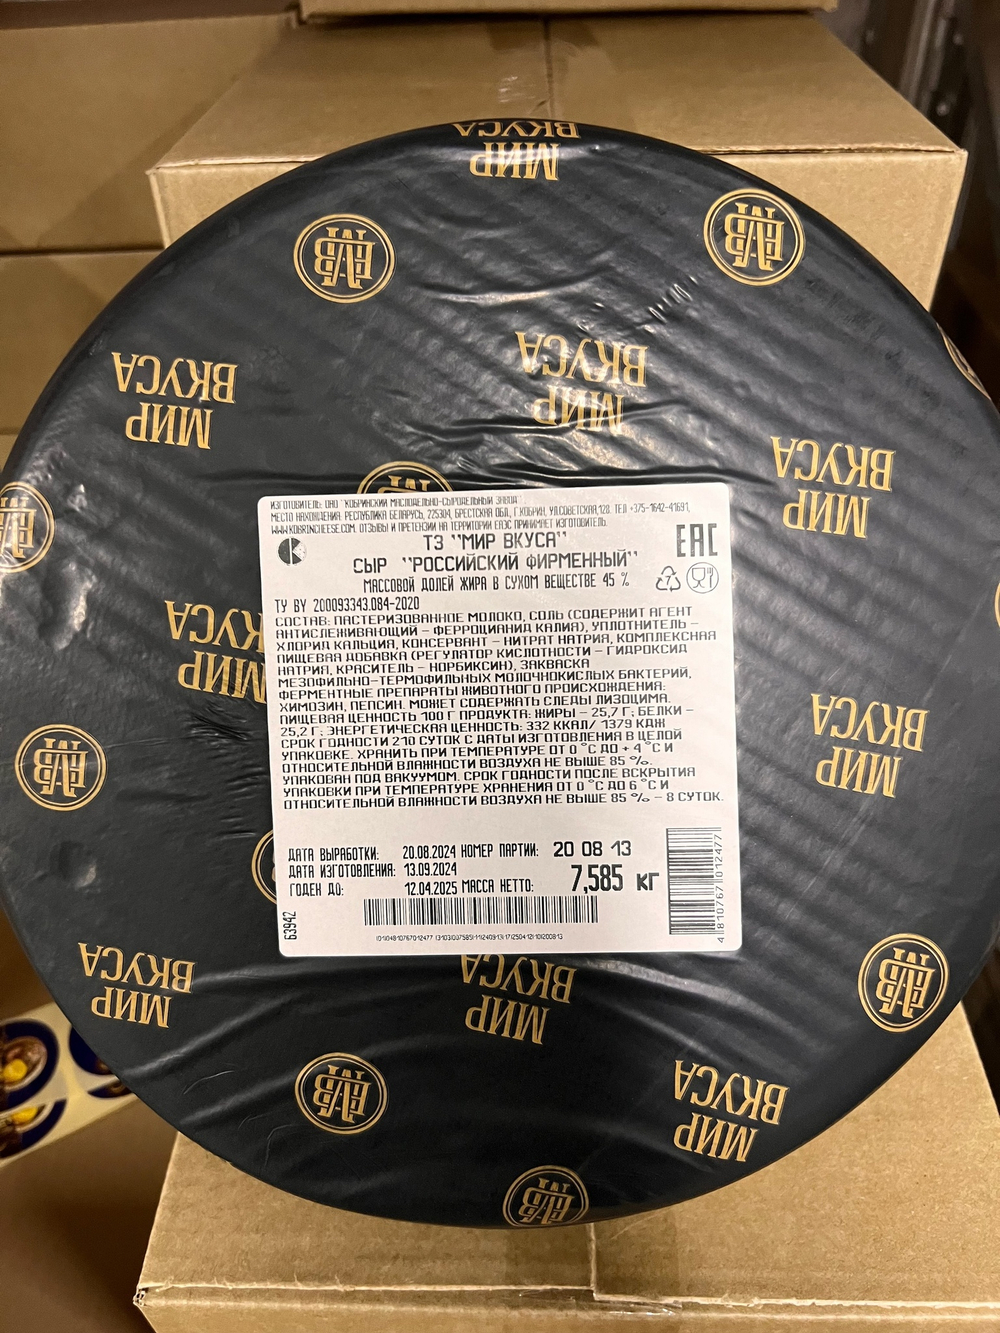 ВКУСА
МИР
ВКУСА
МИР
ВКУСА
МИР
ВКУСА
МИР
ИЗГОТОВИТЕЛЬ: ОАО "КОБРИНСКИЙ МАСЛОДЕЛЬНО-СЫРОДЕЛЬНЫЙ ЗАВОД".
МЕСТО НАХОЖДЕНИЯ: РЕСПУБЛИКА БЕЛАРУСЬ, 225304, БРЕСТСКАЯ ОБЛ., Г.КОБРИН, УЛ.СОВЕТСКАЯ,128. ТЕЛ +375-1642-41691,
WWW.KOBRINCHEESE.COM. ОТЗЫВЫ И ПРЕТЕНЗИИ НА ТЕРРИТОРИИ ЕАЭС ПРИНИМАЕТ ИЗГОТОВИТЕЛЬ.
ТЗ "МИР ВКУСА"
EAC
СЫР "РОССИЙСКИЙ ФИРМЕННЫЙ"
МАССОВОЙ ДОЛЕЙ ЖИРА В СУХОМ ВЕЩЕСТВЕ 45 %
7
ТУ BY 200093343.084-2020
СОСТАВ: ПАСТЕРИЗОВАННОЕ МОЛОКО, СОЛЬ (СОДЕРЖИТ АГЕНТ
АНТИСЛЕЖИВАЮЩИЙ – ФЕРРОЦИАНИД КАЛИЯ), УПЛОТНИТЕЛЬ –
ХЛОРИД КАЛЬЦИЯ, КОНСЕРВАНТ – НИТРАТ НАТРИЯ, КОМПЛЕКСНАЯ
ПИЩЕВАЯ ДОБАВКА (РЕГУЛЯТОР КИСЛОТНОСТИ – ГИДРОКСИД
НАТРИЯ, КРАСИТЕЛЬ – НОРБИКСИН), ЗАКВАСКА
МЕЗОФИЛЬНО-ТЕРМОФИЛЬНЫХ МОЛОЧНОКИСЛЫХ БАКТЕРИЙ,
ФЕРМЕНТНЫЕ ПРЕПАРАТЫ ЖИВОТНОГО ПРОИСХОЖДЕНИЯ:
ХИМОЗИН, ПЕПСИН. МОЖЕТ СОДЕРЖАТЬ СЛЕДЫ ЛИЗОЦИМА.
ПИЩЕВАЯ ЦЕННОСТЬ 100 Г ПРОДУКТА: ЖИРЫ – 25,7 Г; БЕЛКИ –
25,2 Г; ЭНЕРГЕТИЧЕСКАЯ ЦЕННОСТЬ: 332 ККАЛ/ 1379 КДЖ
СРОК ГОДНОСТИ 210 СУТОК С ДАТЫ ИЗГОТОВЛЕНИЯ В ЦЕЛОЙ
УПАКОВКЕ. ХРАНИТЬ ПРИ ТЕМПЕРАТУРЕ ОТ 0 °С ДО + 4 °С И
ОТНОСИТЕЛЬНОЙ ВЛАЖНОСТИ ВОЗДУХА НЕ ВЫШЕ 85 %.
УПАКОВАН ПОД ВАКУУМОМ. СРОК ГОДНОСТИ ПОСЛЕ ВСКРЫТИЯ
УПАКОВКИ ПРИ ТЕМПЕРАТУРЕ ХРАНЕНИЯ ОТ 0 °С ДО 6 °С И
ОТНОСИТЕЛЬНОЙ ВЛАЖНОСТИ ВОЗДУХА НЕ ВЫШЕ 85 % – 8 СУТОК.
ДАТА ВЫРАБОТКИ: 20.08.2024 НОМЕР ПАРТИИ: 20 08 13
ДАТА ИЗГОТОВЛЕНИЯ: 13.09.2024
ГОДЕН ДО: 12.04.2025 МАССА НЕТТО: 7,585 кг
63942
4 810767 012477
ВКУСА
МИР
ВКУСА
МИР
ВКУСА
МИР
ВКУСА
МИР
ВКУСА
МИР